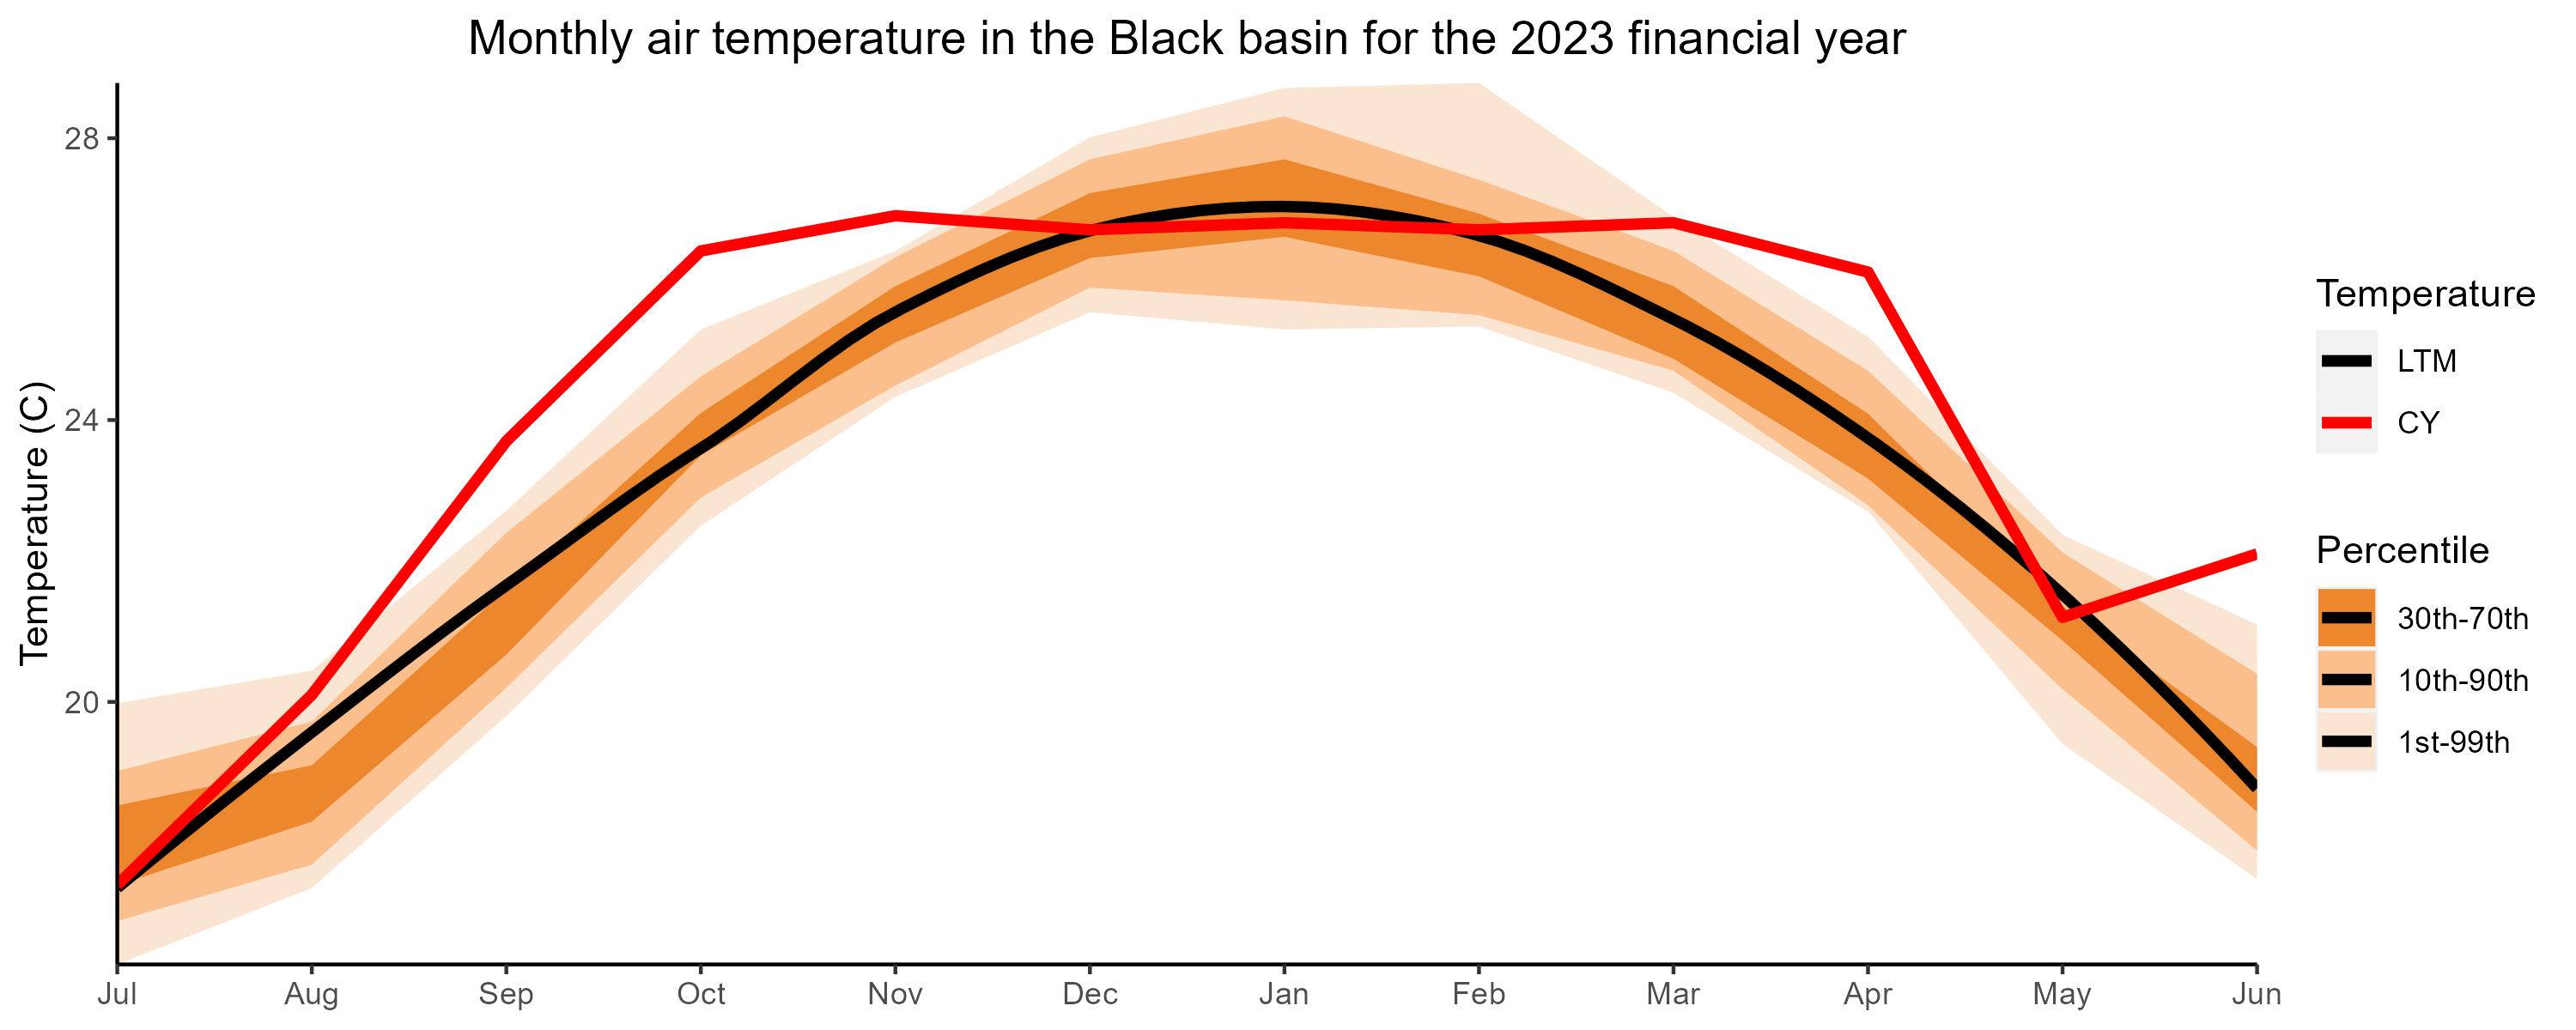 Monthly air temperature in the Black basin for the 2023 financial year
Temperature (C)
28
24
20
Jul Aug Sep Oct Nov Dec Jan Feb Mar Apr May Jun
Temperature
LTM
CY
Percentile
30th-70th
10th-90th
1st-99th